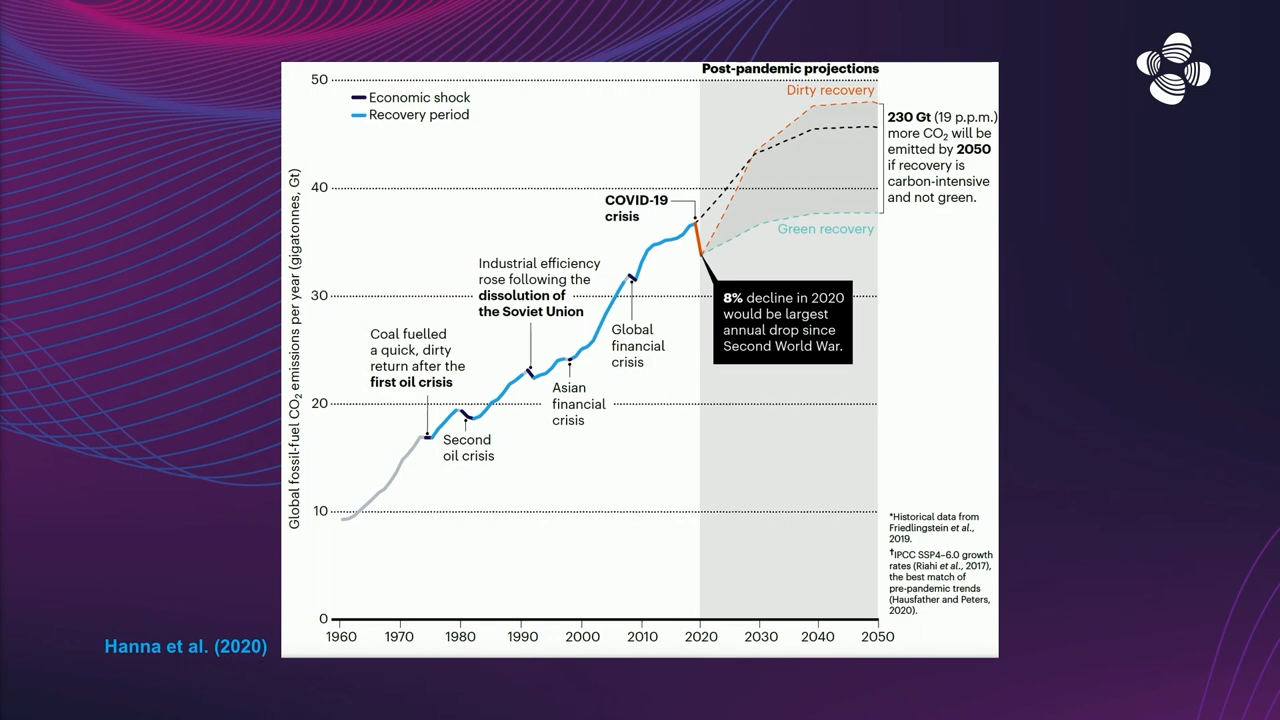 Post-pandemic projections
50
Economic shock
Recovery period
Dirty recovery
230 Gt (19 p.p.m.)
more CO₂ will be
emitted by 2050
if recovery is
carbon-intensive
and not green.
Global fossil-fuel CO₂ emissions per year (gigatonnes, Gt)
40
COVID-19
crisis
Green recovery
Industrial efficiency
rose following the
dissolution of
the Soviet Union
30
8% decline in 2020
would be largest
annual drop since
Second World War.
Global
financial
crisis
Coal fuelled
a quick, dirty
return after the
first oil crisis
Asian
financial
crisis
20
Second
oil crisis
10
*Historical data from
Friedlingstein et al.,
2019.
†IPCC SSP4–6.0 growth
rates (Riahi et al., 2017),
the best match of
pre-pandemic trends
(Hausfather and Peters,
2020).
0
1960 1970 1980 1990 2000 2010 2020 2030 2040 2050
Hanna et al. (2020)